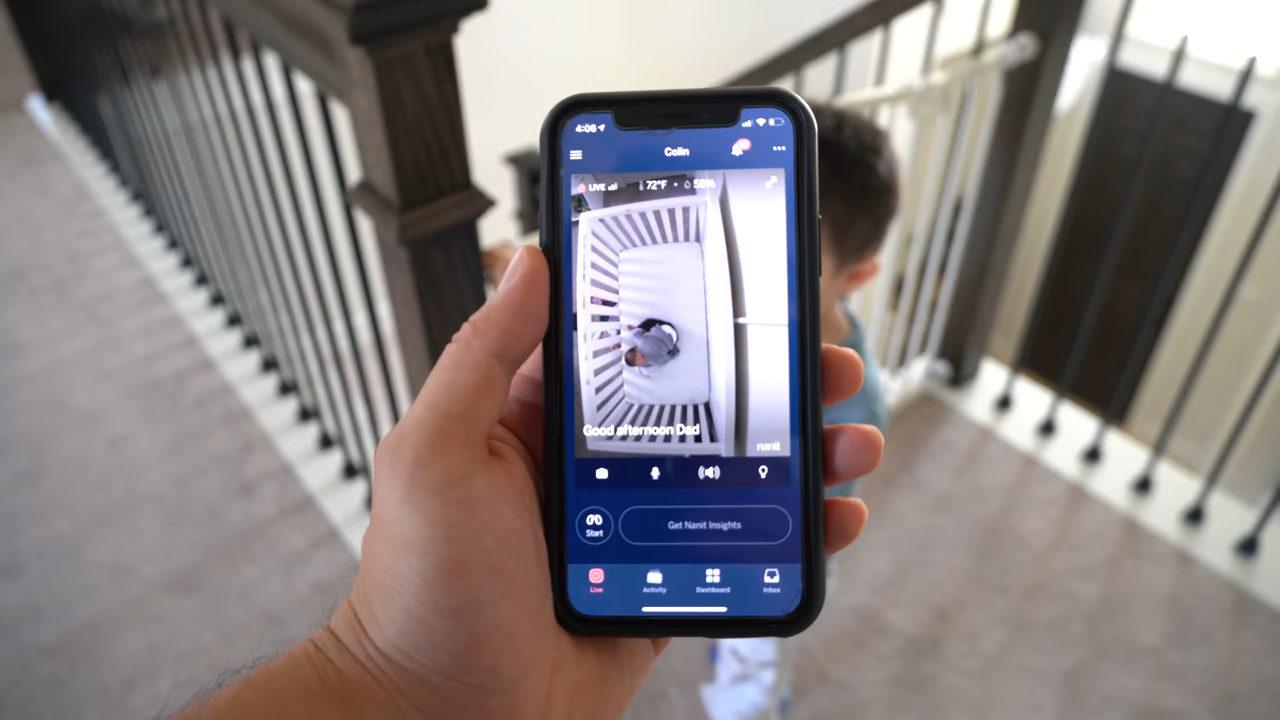 4:06
Colin
LIVE 72°F • 58%
Good afternoon Dad
nanit
Start
Get Nanit Insights
Live Activity Dashboard Inbox